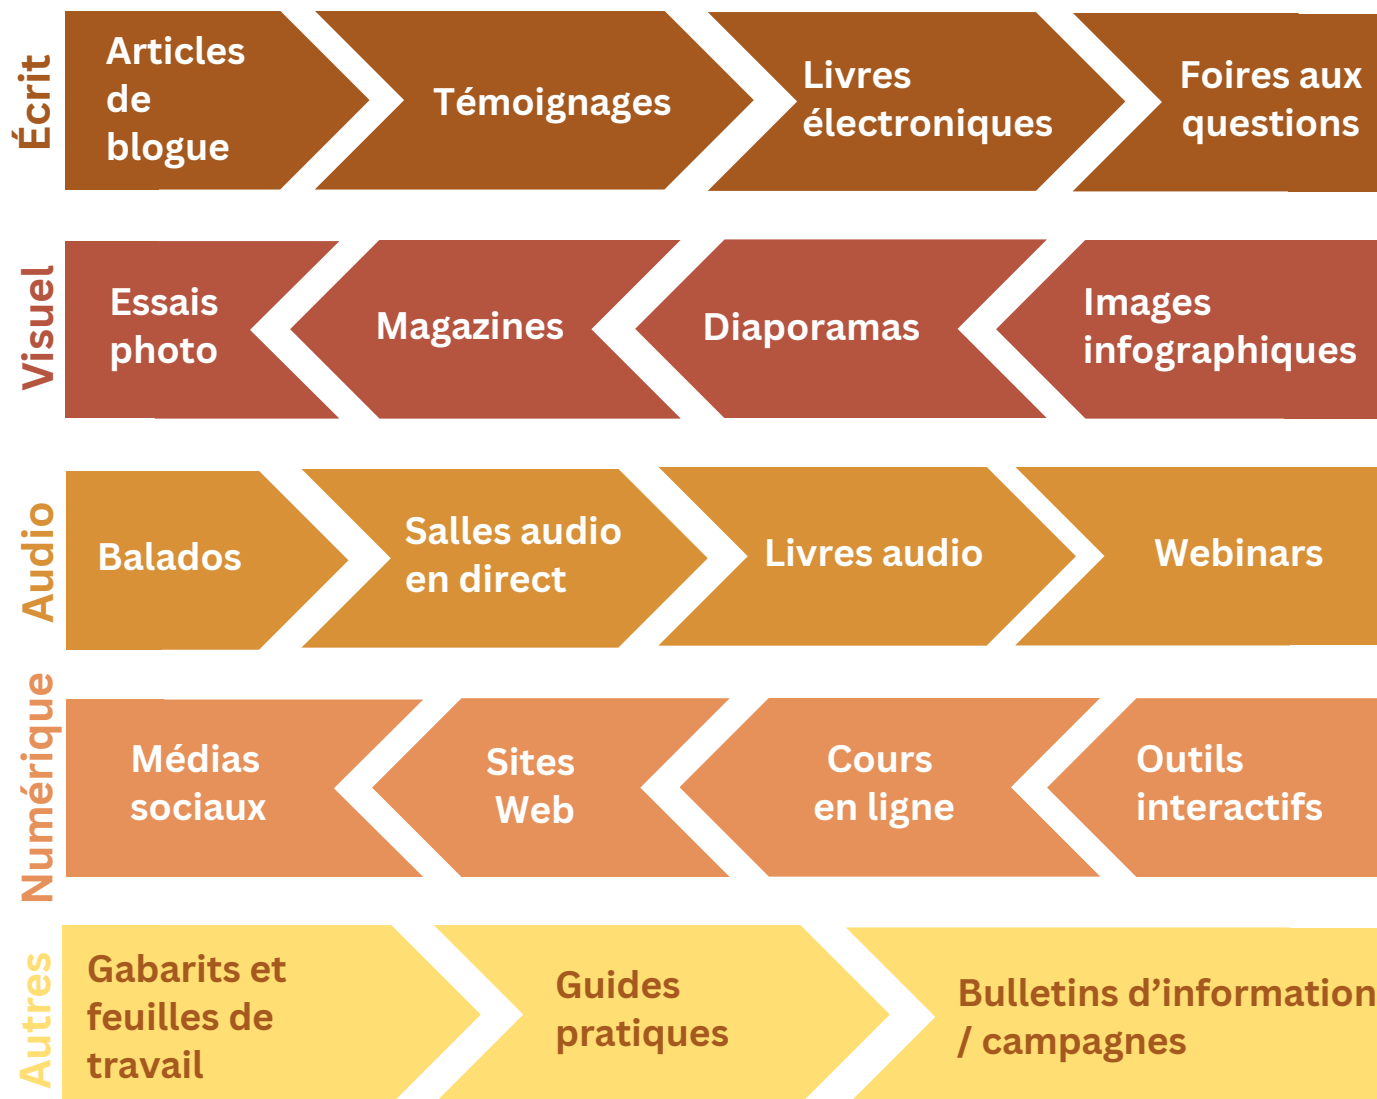 Écrit
Articles
de
blogue
Témoignages
Livres
électroniques
Foires aux
questions
Visuel
Essais
photo
Magazines
Diaporamas
Images
infographiques
Audio
Balados
Salles audio
en direct
Livres audio
Webinars
Numérique
Médias
sociaux
Sites
Web
Cours
en ligne
Outils
interactifs
Autres
Gabarits et
feuilles de
travail
Guides
pratiques
Bulletins d’information
/ campagnes